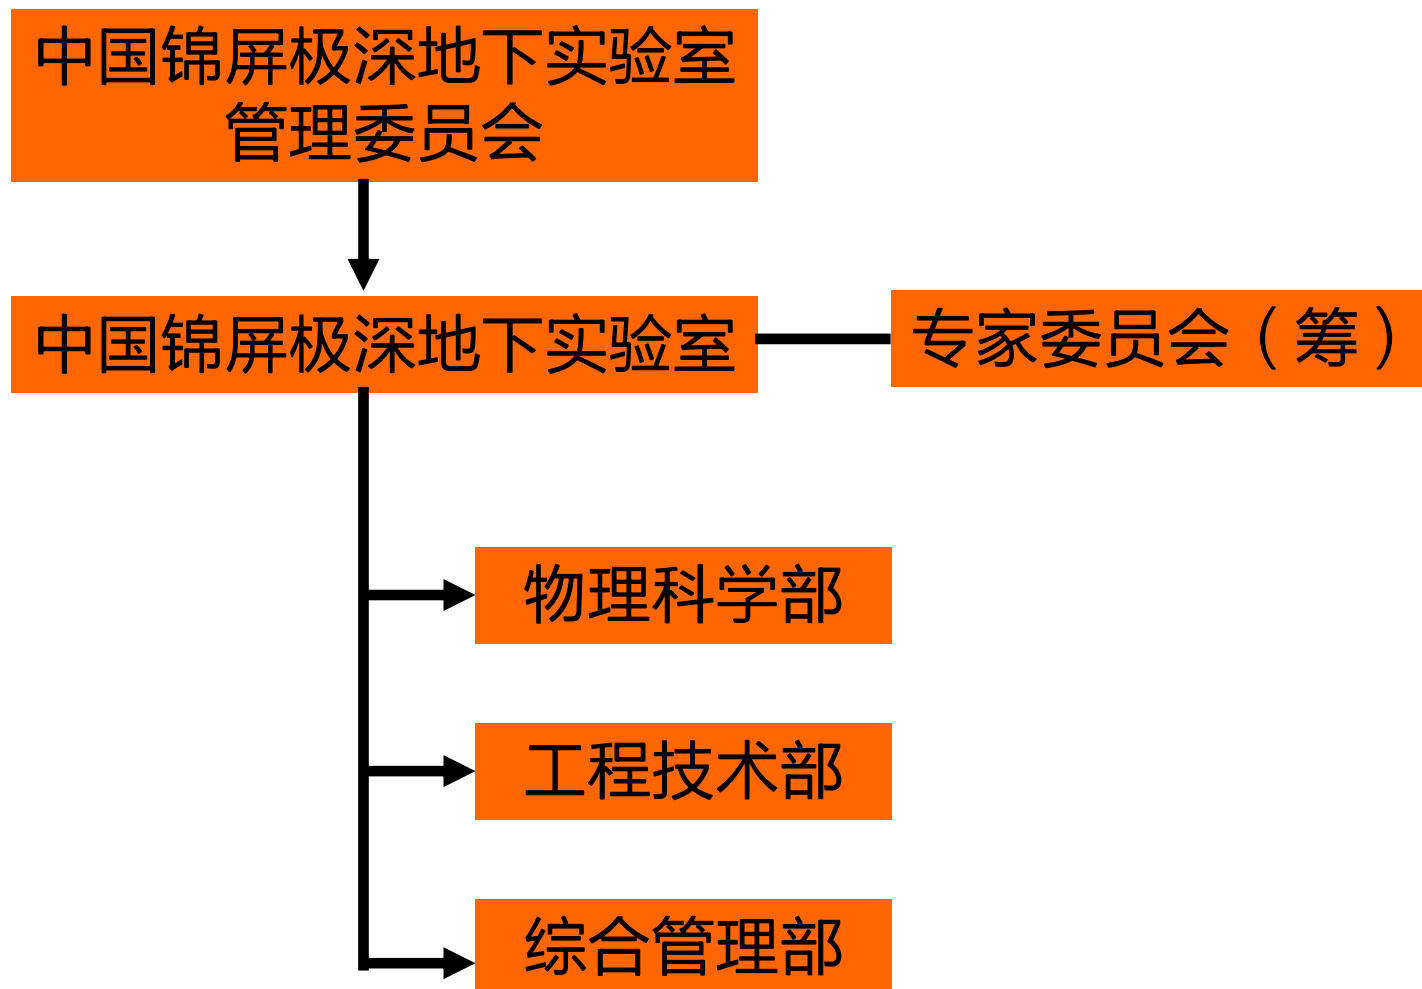 中国锦屏极深地下实验室
管理委员会
中国锦屏极深地下实验室
专家委员会（筹）
物理科学部
工程技术部
综合管理部